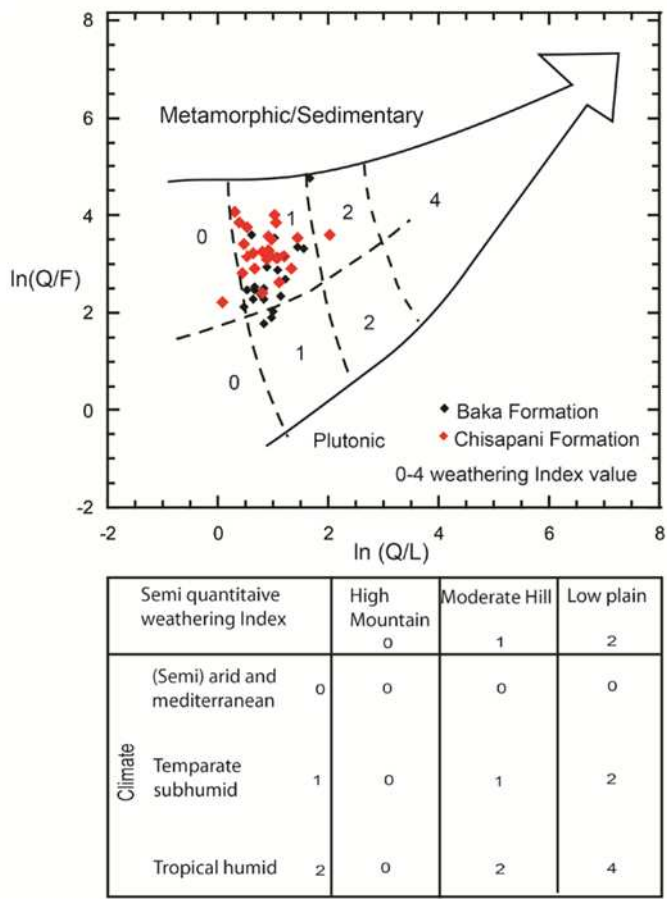 8
Metamorphic/Sedimentary
6
4
0
1
2
4
ln(Q/F)
2
2
1
0
0
Baka Formation
Plutonic
Chisapani Formation
0-4 weathering Index value
-2
-2
0
2
4
6
8
ln (Q/L)
Semi quantitaive
weathering Index
High
Mountain
0
Moderate Hill
1
Low plain
2
Climate
(Semi) arid and
mediterranean
0
0
0
0
Temparate
subhumid
1
0
1
2
Tropical humid
2
0
2
4